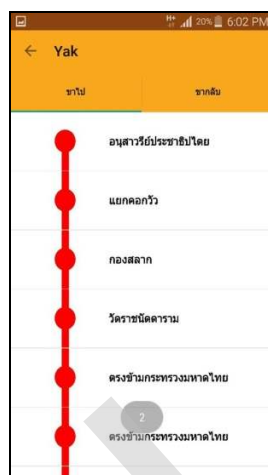 H+ 20% 6:02 PM
← Yak
ขาไป ขากลับ
อนุสาวรีย์ประชาธิปไตย
แยกคอกวัว
กองสลาก
วัดราชนัดดาราม
ตรงข้ามกระทรวงมหาดไทย
2
ตรงข้ามกระทรวงมหาดไทย